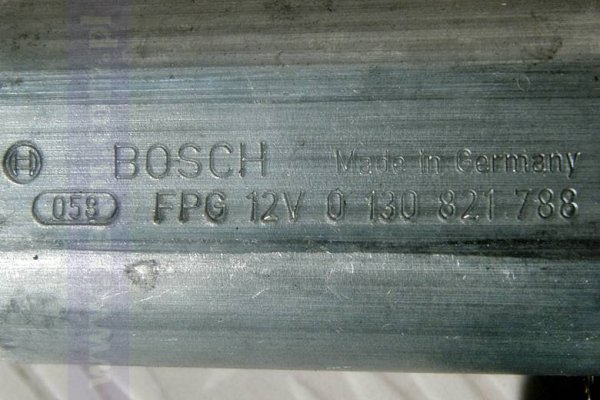 BOSCH Made in Germany
059 FPG 12V 0 130 821 788